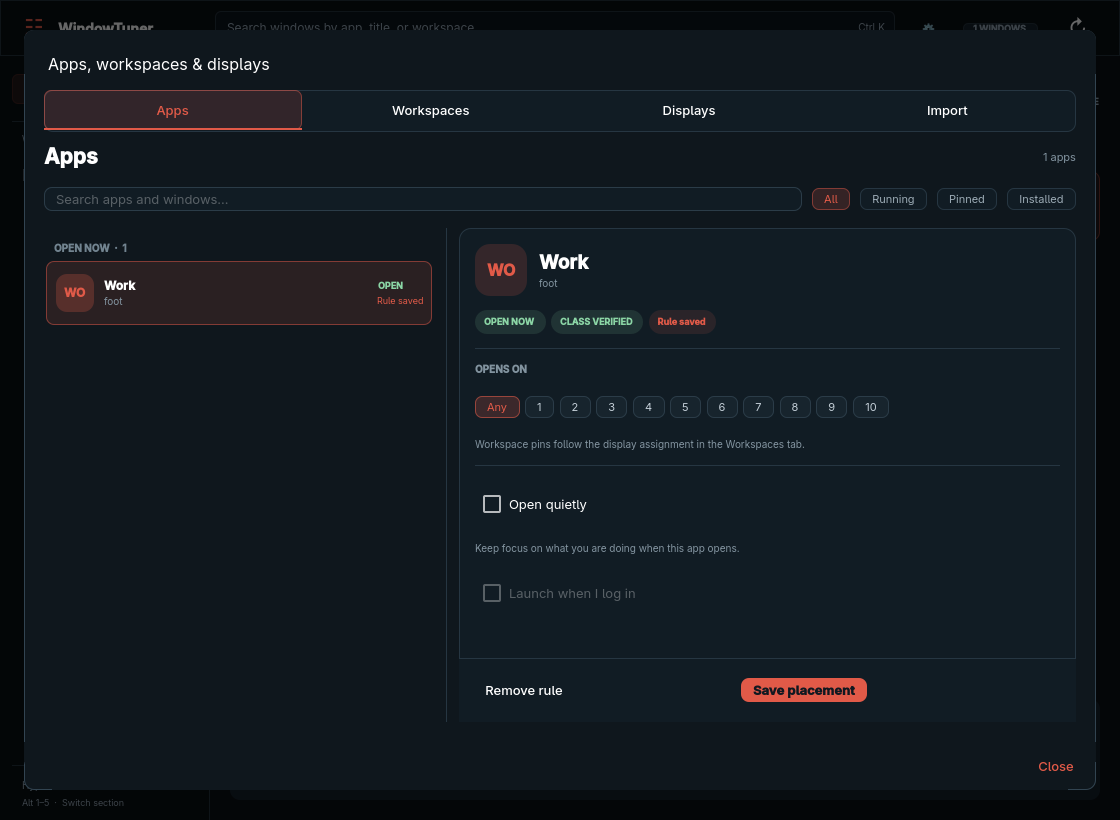 WindowTuner
Search windows by app, title, or workspace
Ctrl K
1 WINDOWS
Apps, workspaces & displays
Apps
Workspaces
Displays
Import
Apps
1 apps
Search apps and windows...
All
Running
Pinned
Installed
OPEN NOW · 1
WO
Work
foot
OPEN
Rule saved
WO
Work
foot
OPEN NOW
CLASS VERIFIED
Rule saved
OPENS ON
Any
1
2
3
4
5
6
7
8
9
10
Workspace pins follow the display assignment in the Workspaces tab.
Open quietly
Keep focus on what you are doing when this app opens.
Launch when I log in
Remove rule
Save placement
Close
Alt 1–5 · Switch section